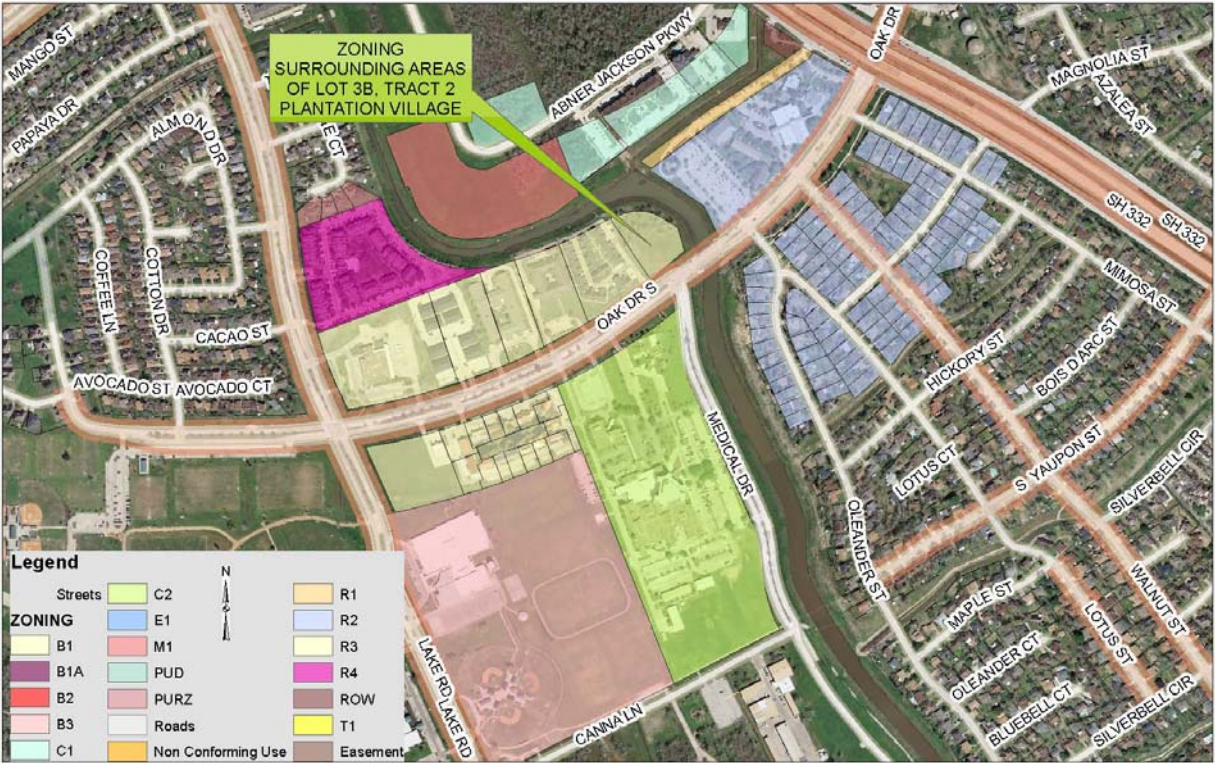 MANGO ST
PAPAYA DR
ALMOND DR
E CT
COFFEE LN
COTTON DR
CACAO ST
AVOCADO ST
AVOCADO CT
ZONING
SURROUNDING AREAS
OF LOT 3B, TRACT 2
PLANTATION VILLAGE
ABNER JACKSON PKWY
OAK DR
MAGNOLIA ST
AZALEA ST
SH 332
SH 332
MIMOSA ST
OAK DR S
HICKORY ST
BOIS D ARC ST
MEDICAL DR
LOTUS CT
S YAUPON ST
SILVERBELL CIR
OLEANDER ST
WALNUT ST
MAPLE ST
LOTUS ST
OLEANDER CT
BLUEBELL CT
SILVERBELL CIR
LAKE RD
LAKE RD
CANNA LN
Legend
Streets
ZONING
B1
B1A
B2
B3
C1
C2
E1
M1
PUD
PURZ
Roads
Non Conforming Use
N
R1
R2
R3
R4
ROW
T1
Easement